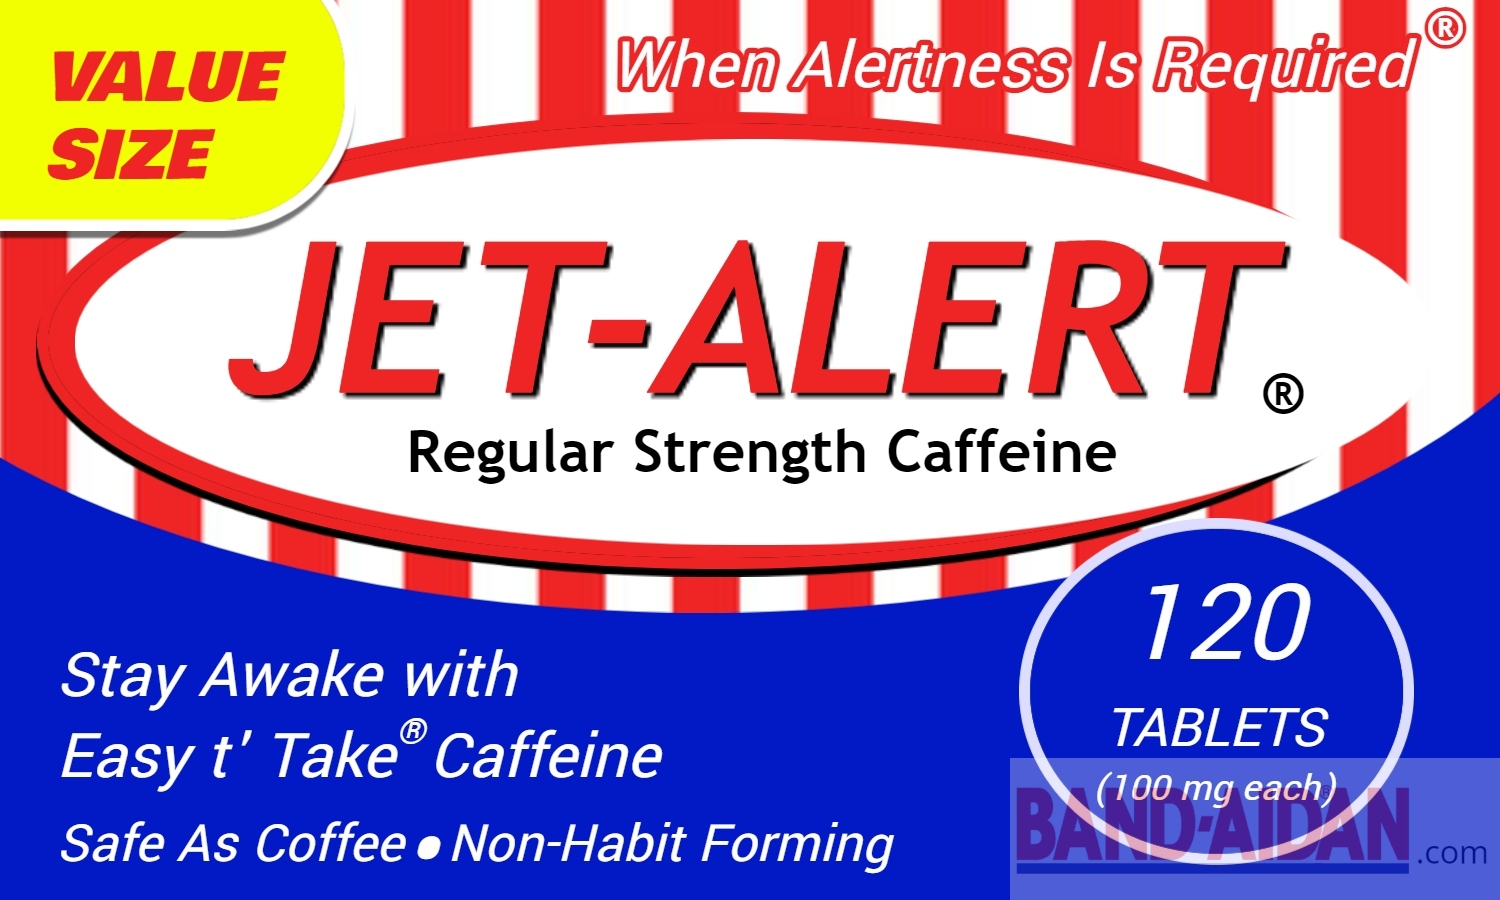 VALUE
SIZE
When Alertness Is Required®
JET-ALERT®
Regular Strength Caffeine
Stay Awake with
Easy t' Take® Caffeine
Safe As Coffee ● Non-Habit Forming
120
TABLETS
(100 mg each)
BAND-AIDAN®.com